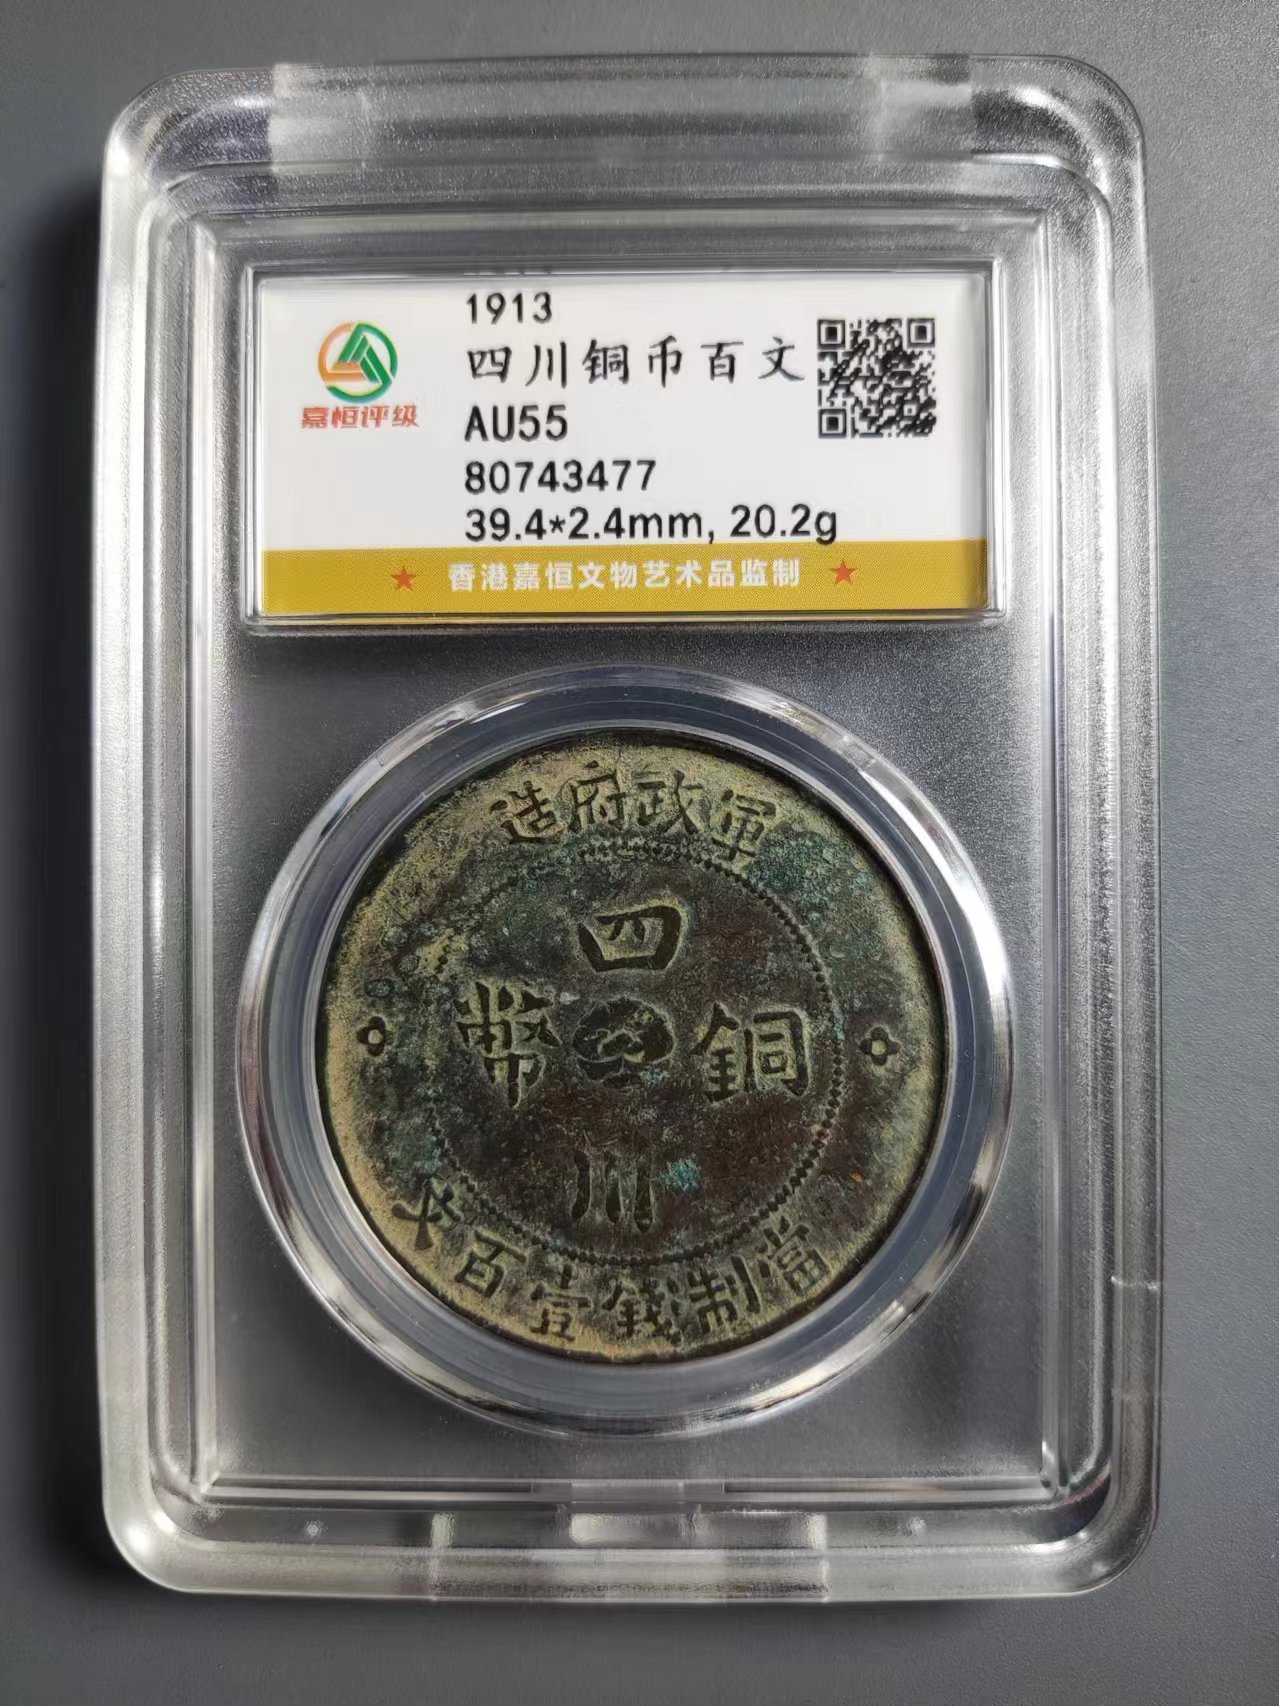 1913
四川铜币百文
AU55
80743477
39.4*2.4mm, 20.2g
嘉恒评级
★ 香港嘉恒文物艺术品监制 ★
造府政軍
四
幣 銅
川
文百壹錢制當